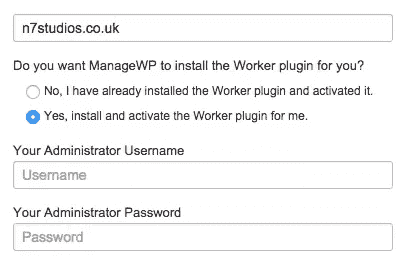 n7studios.co.uk
Do you want ManageWP to install the Worker plugin for you?
No, I have already installed the Worker plugin and activated it.
Yes, install and activate the Worker plugin for me.
Your Administrator Username
Username
Your Administrator Password
Password